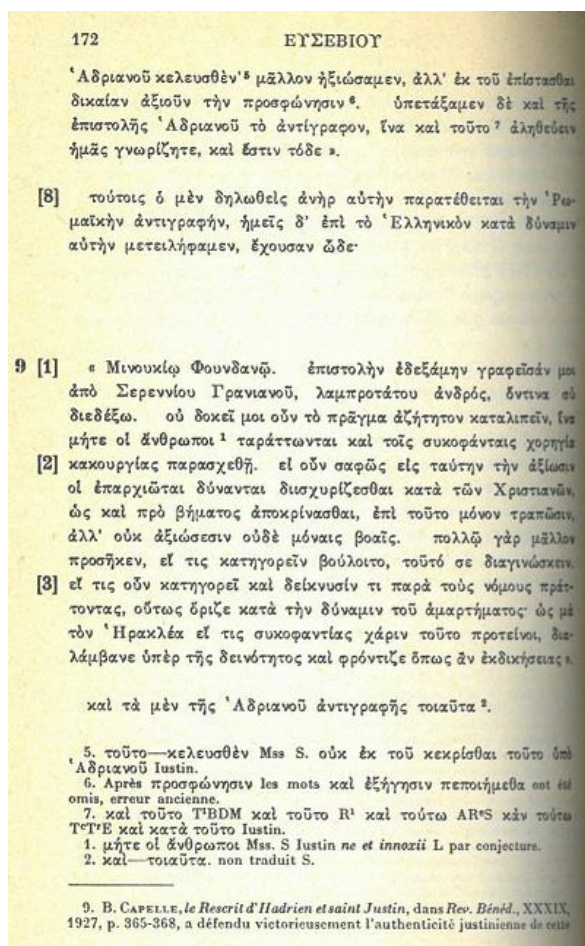 172 ΕΥΣΕΒΙΟΥ
Ἁδριανοῦ κελευσθέν⁵ μᾶλλον ἠξιώσαμεν, ἀλλ' ἐκ τοῦ ἐπίστασθαι
δικαίαν ἀξιοῦν τὴν προσφώνησιν⁶. ὑπετάξαμεν δὲ καὶ τῆς
ἐπιστολῆς Ἁδριανοῦ τὸ ἀντίγραφον, ἵνα καὶ τοῦτο⁷ ἀληθεύειν
ἡμᾶς γνωρίζητε, καὶ ἔστιν τόδε ».
[8] τούτοις ὁ μὲν δηλωθεὶς ἀνὴρ αὐτὴν παρατέθειται τὴν Ῥω-
μαϊκὴν ἀντιγραφήν, ἡμεῖς δ' ἐπὶ τὸ Ἑλληνικὸν κατὰ δύναμιν
αὐτὴν μετειλήφαμεν, ἔχουσαν ὧδε·
9 [1] « Μινουκίῳ Φουνδανῷ. ἐπιστολὴν ἐδεξάμην γραφεῖσάν μοι
ἀπὸ Σερεννίου Γρανιανοῦ, λαμπροτάτου ἀνδρός, ὅντινα σὺ
διεδέξω. οὐ δοκεῖ μοι οὖν τὸ πρᾶγμα ἀζήτητον καταλιπεῖν, ἵνα
μήτε οἱ ἄνθρωποι¹ ταράττωνται καὶ τοῖς συκοφάνταις χορηγία
[2] κακουργίας παρασχεθῇ. εἰ οὖν σαφῶς εἰς ταύτην τὴν ἀξίωσιν
οἱ ἐπαρχιῶται δύνανται διισχυρίζεσθαι κατὰ τῶν Χριστιανῶν,
ὡς καὶ πρὸ βήματος ἀποκρίνασθαι, ἐπὶ τοῦτο μόνον τραπῶσιν,
ἀλλ' οὐκ ἀξιώσεσιν οὐδὲ μόναις βοαῖς. πολλῷ γὰρ μᾶλλον
προσῆκεν, εἴ τις κατηγορεῖν βούλοιτο, τοῦτό σε διαγινώσκειν.
[3] εἴ τις οὖν κατηγορεῖ καὶ δείκνυσίν τι παρὰ τοὺς νόμους πράτ-
τοντας, οὕτως ὅριζε κατὰ τὴν δύναμιν τοῦ ἁμαρτήματος· ὡς μὰ
τὸν Ἡρακλέα εἴ τις συκοφαντίας χάριν τοῦτο προτείνοι, δια-
λάμβανε ὑπὲρ τῆς δεινότητος καὶ φρόντιζε ὅπως ἂν ἐκδικήσειας ».
καὶ τὰ μὲν τῆς Ἁδριανοῦ ἀντιγραφῆς τοιαῦτα².
5. τοῦτο—κελευσθὲν Mss S. οὐκ ἐκ τοῦ κεκρίσθαι τοῦτο ὑπὸ
Ἁδριανοῦ Iustin.
6. Après προσφώνησιν les mots καὶ ἐξήγησιν πεποιήμεθα ont été
omis, erreur ancienne.
7. καὶ τοῦτο T¹BDM καὶ τοῦτο R¹ καὶ τούτω ARᵉS κἀν τούτω
TᶜTʳE καὶ κατὰ τοῦτο Iustin.
1. μήτε οἱ ἄνθρωποι Mss. S Iustin ne et innoxii L par conjecture.
2. καὶ—τοιαῦτα. non traduit S.
9. B. CAPELLE, le Rescrit d'Hadrien et saint Justin, dans Rev. Bénéd., XXXIX,
1927, p. 365-368, a défendu victorieusement l'authenticité justinienne de cette